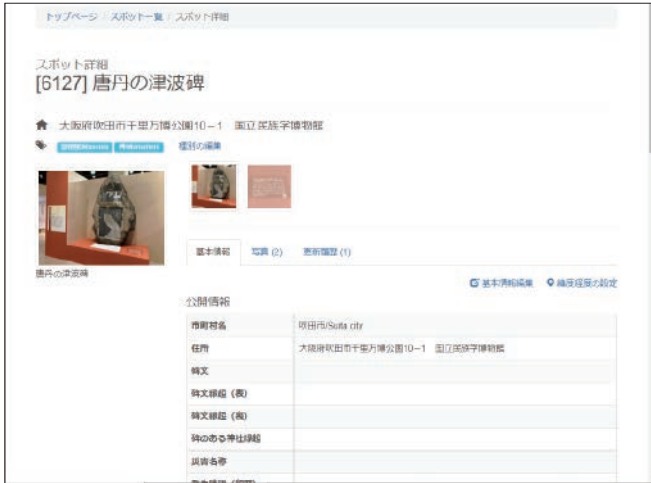 トップページ / スポット一覧 / スポット詳細
スポット詳細
[6127] 唐丹の津波碑
大阪府吹田市千里万博公園10−1 国立民族学博物館
種別の編集
唐丹の津波碑
基本情報 写真 (2) 更新履歴 (1)
基本情報編集 緯度経度の設定
公開情報
市町村名 吹田市/Suita city
住所 大阪府吹田市千里万博公園10−1 国立民族学博物館
碑文
碑文銘起 (表)
碑文銘起 (裏)
碑のある神社
災害名称